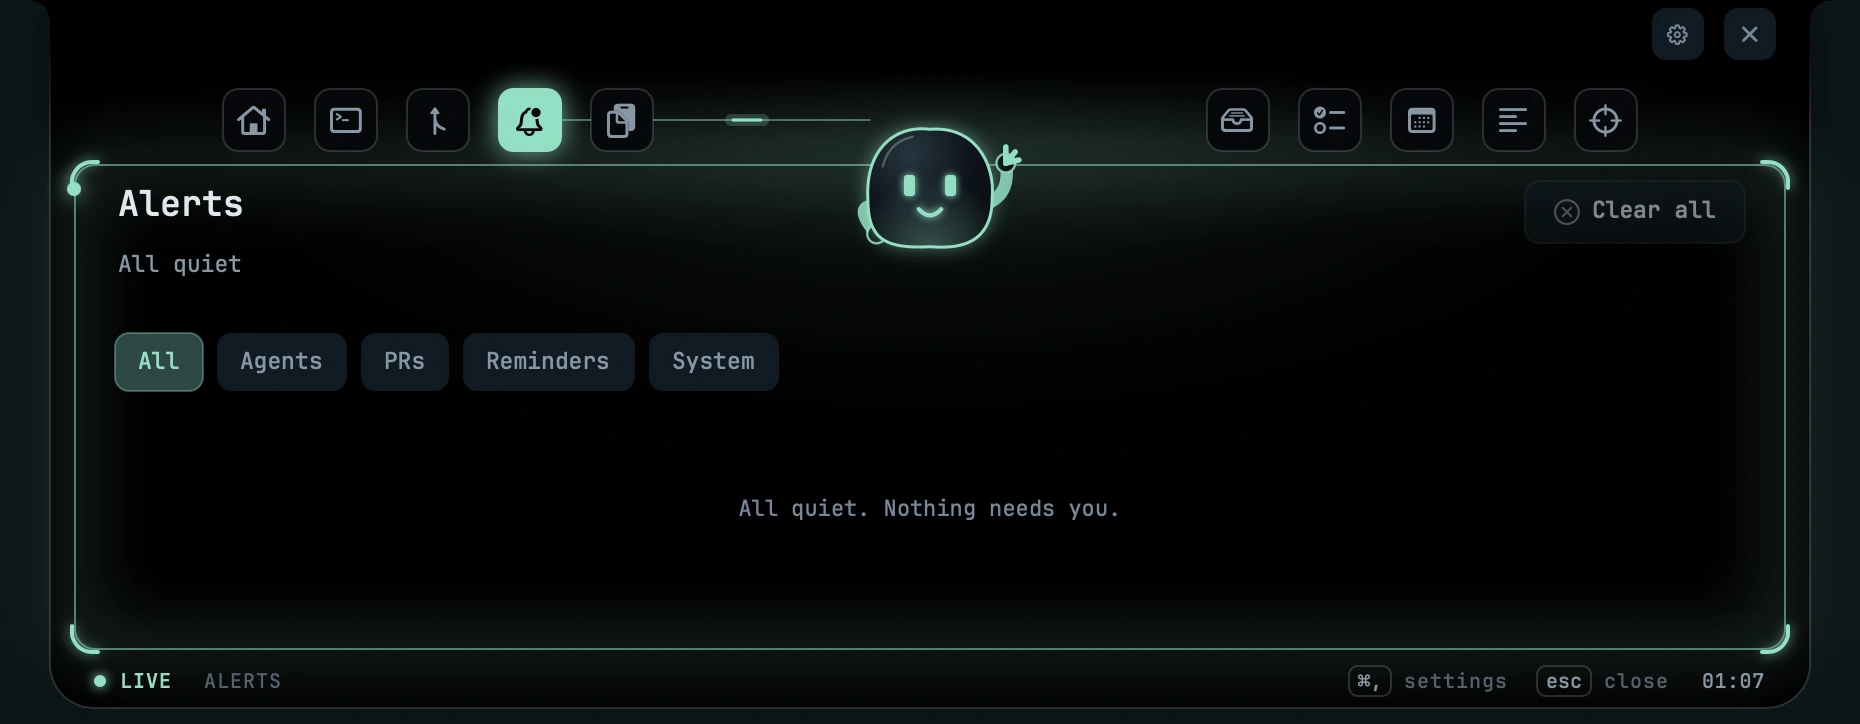 Alerts
Clear all
All quiet
All Agents PRs Reminders System
All quiet. Nothing needs you.
LIVE ALERTS ⌘, settings esc close 01:07